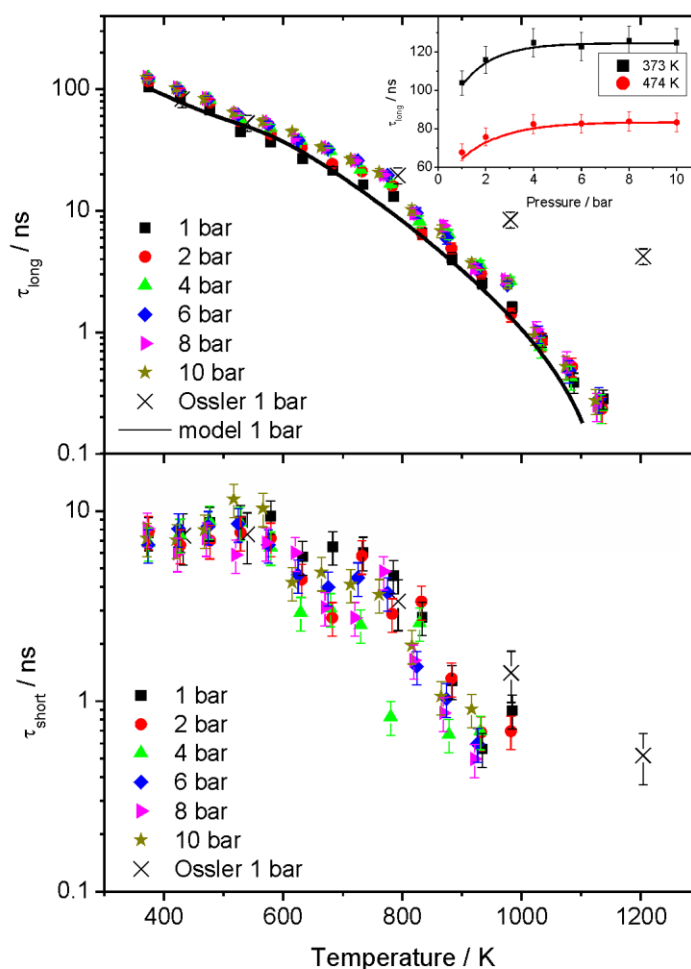 100
10
1
0.1
τlong / ns
1 bar
2 bar
4 bar
6 bar
8 bar
10 bar
Ossler 1 bar
model 1 bar
140
120
100
80
60
τlong / ns
373 K
474 K
0 2 4 6 8 10
Pressure / bar
10
1
0.1
τshort / ns
1 bar
2 bar
4 bar
6 bar
8 bar
10 bar
Ossler 1 bar
400 600 800 1000 1200
Temperature / K